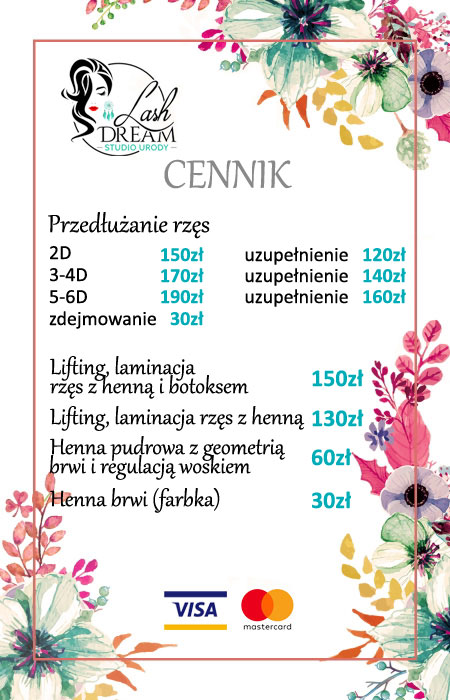 Lash
DREAM
- STUDIO URODY -
CENNIK
Przedłużanie rzęs
2D 150zł uzupełnienie 120zł
3-4D 170zł uzupełnienie 140zł
5-6D 190zł uzupełnienie 160zł
zdejmowanie 30zł
Lifting, laminacja
rzęs z henną i botoksem 150zł
Lifting, laminacja rzęs z henną 130zł
Henna pudrowa z geometrią
brwi i regulacją woskiem 60zł
Henna brwi (farbka) 30zł
VISA
mastercard